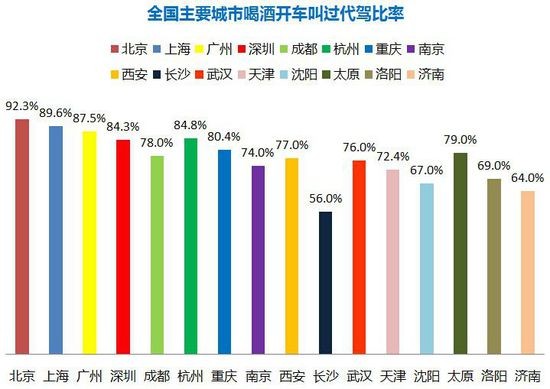 全国主要城市喝酒开车叫过代驾比率
北京 上海 广州 深圳 成都 杭州 重庆 南京
西安 长沙 武汉 天津 沈阳 太原 洛阳 济南
92.3% 89.6% 87.5% 84.3% 78.0% 84.8% 80.4% 74.0% 77.0% 56.0% 76.0% 72.4% 67.0% 79.0% 69.0% 64.0%
北京 上海 广州 深圳 成都 杭州 重庆 南京 西安 长沙 武汉 天津 沈阳 太原 洛阳 济南